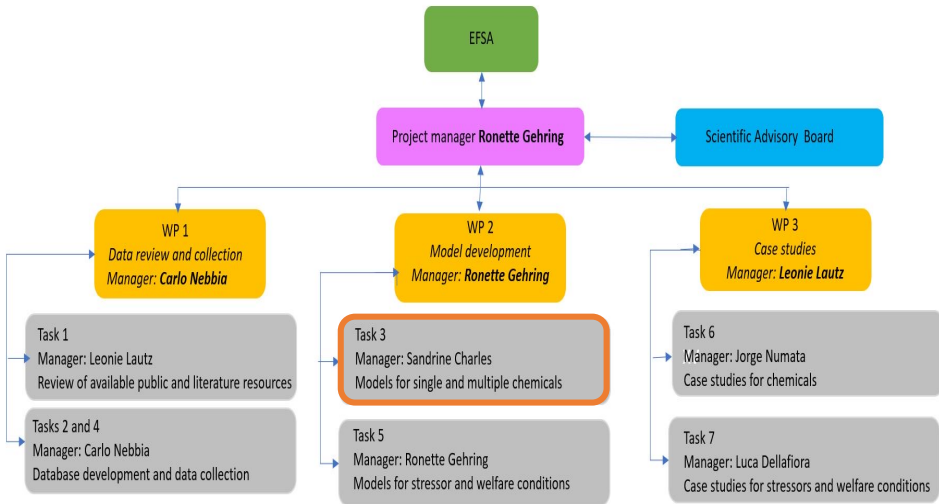 EFSA
Project manager Ronette Gehring
Scientific Advisory Board
WP 1
Data review and collection
Manager: Carlo Nebbia
WP 2
Model development
Manager: Ronette Gehring
WP 3
Case studies
Manager: Leonie Lautz
Task 1
Manager: Leonie Lautz
Review of available public and literature resources
Tasks 2 and 4
Manager: Carlo Nebbia
Database development and data collection
Task 3
Manager: Sandrine Charles
Models for single and multiple chemicals
Task 5
Manager: Ronette Gehring
Models for stressor and welfare conditions
Task 6
Manager: Jorge Numata
Case studies for chemicals
Task 7
Manager: Luca Dellafiora
Case studies for stressors and welfare conditions